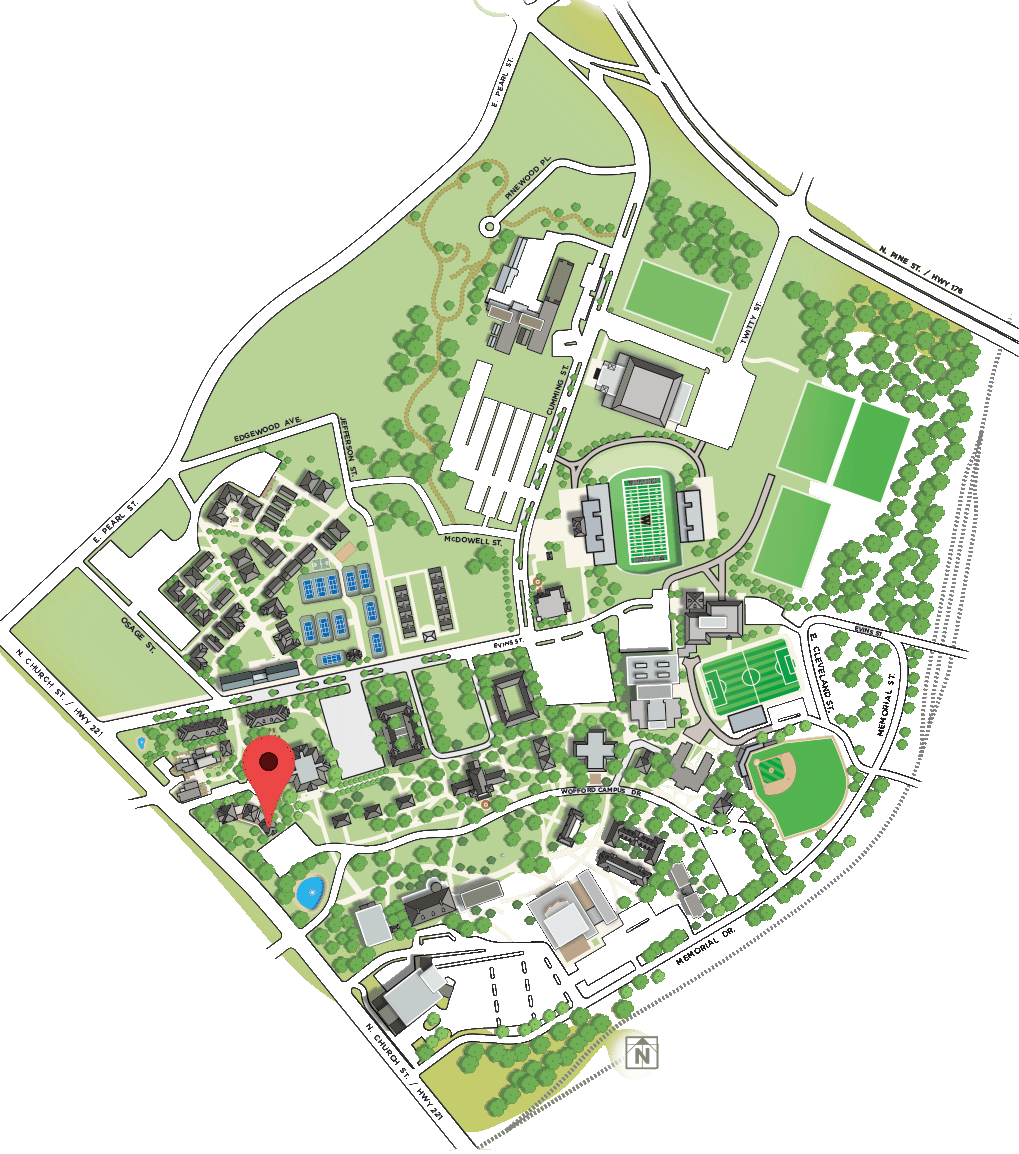 E. PEARL ST.
PINEWOOD PL.
N. PINE ST. / HWY 176
TWITTY ST.
CUMMING ST.
EDGEWOOD AVE.
JEFFERSON ST.
E. PEARL ST.
McDOWELL ST.
W
OSAGE ST.
EVINS ST.
EVINS ST.
E. CLEVELAND ST.
N. CHURCH ST. / HWY 221
MEMORIAL ST.
WOFFORD CAMPUS DR.
MEMORIAL DR.
N. CHURCH ST. / HWY 221
N